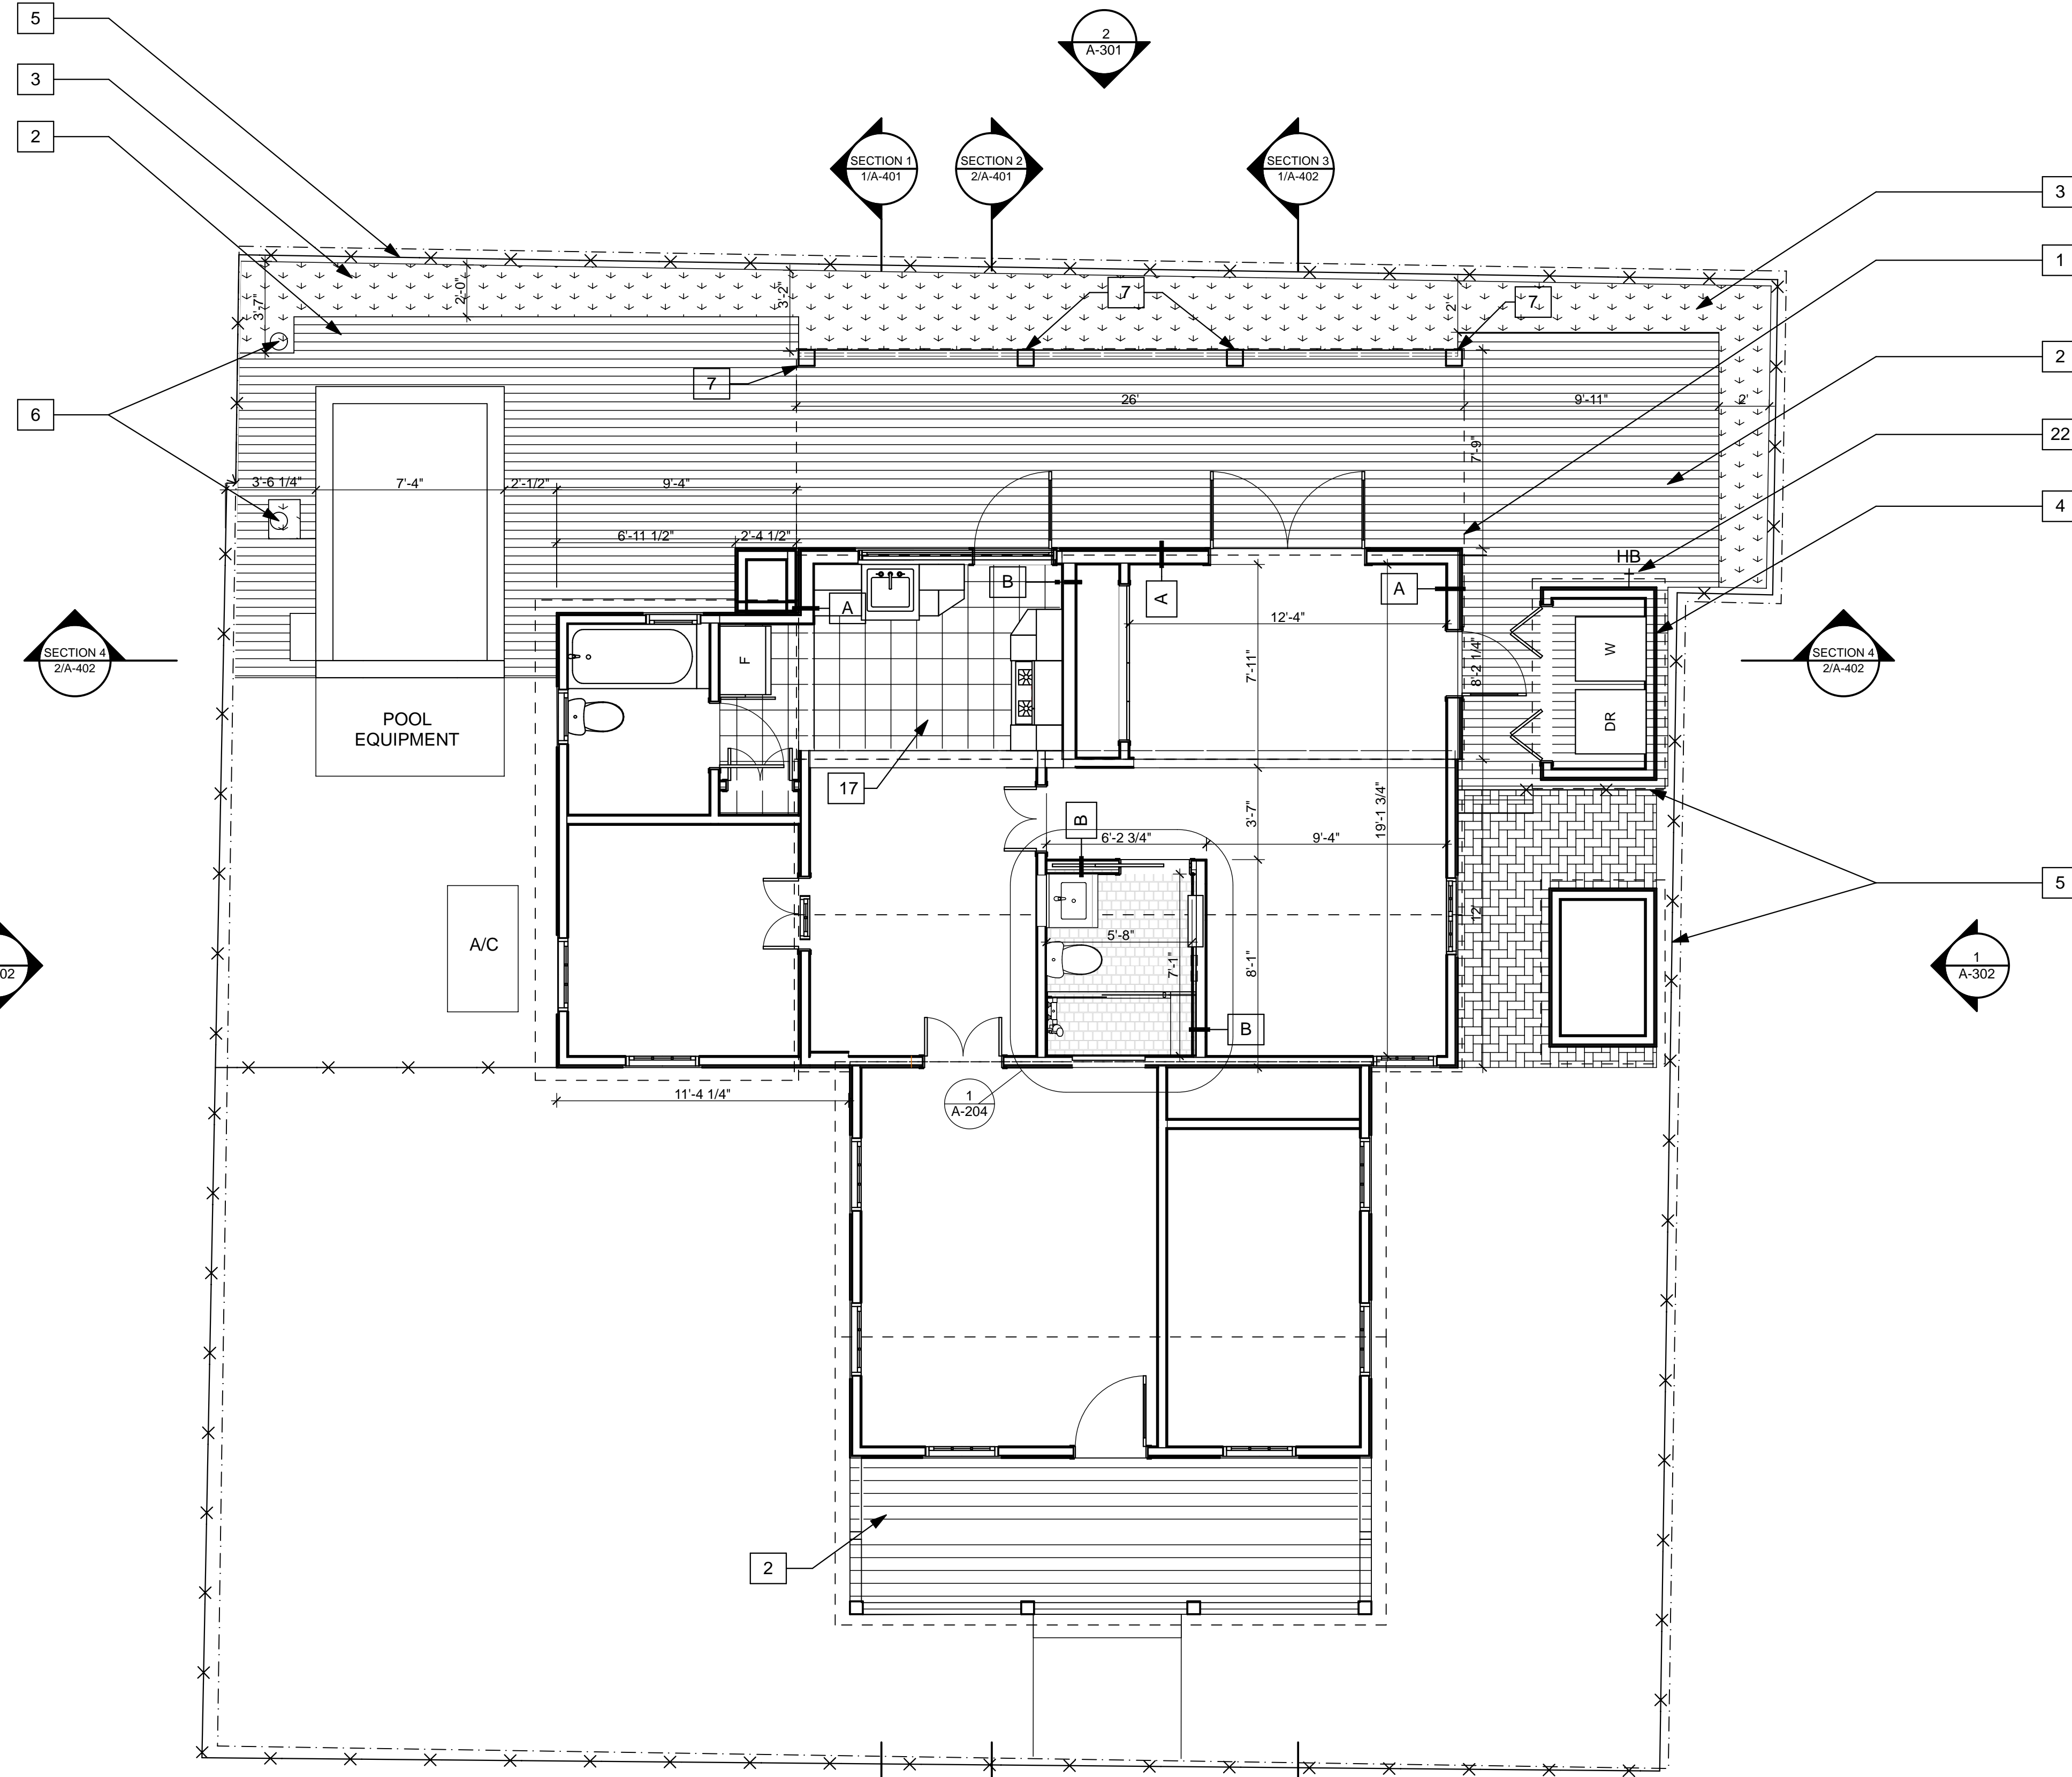 5
2
A-301
3
2
SECTION 1
1/A-401
SECTION 2
2/A-401
SECTION 3
1/A-402
3
1
3'-7"
2'-0"
3'-2"
7
2'
7
7
2
6
26'
9'-11"
2'
22
7'-9"
3'-6 1/4"
7'-4"
2'-1/2"
9'-4"
4
6'-11 1/2"
2'-4 1/2"
HB
B
A
A
A
12'-4"
SECTION 4
2/A-402
F
7'-11"
8'-2 1/4"
W
SECTION 4
2/A-402
POOL
EQUIPMENT
DR
17
B
3'-7"
19'-1 3/4"
6'-2 3/4"
9'-4"
5
12'
A/C
5'-8"
7'-1"
8'-1"
02
1
A-302
B
11'-4 1/4"
1
A-204
2